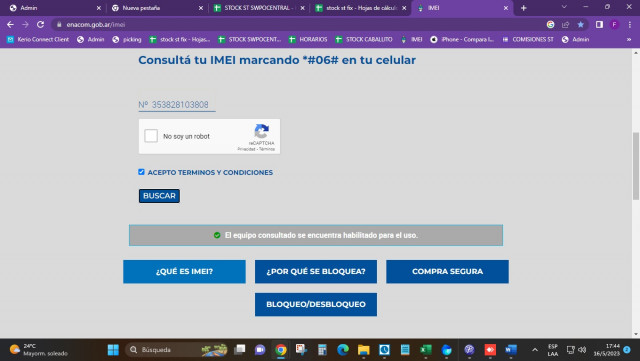 Admin
Nueva pestaña
STOCK ST SWPOCENTRAL -
stock st fix - Hojas de cálcu
IMEI
enacom.gob.ar/imei
Kerio Connect Client
Admin
picking
stock st fix - Hojas...
STOCK SWPOCENT...
HORARIOS
STOCK CABALLITO
IMEI
iPhone - Compara l...
COMISIONES ST
Admin
Consultá tu IMEI marcando *#06# en tu celular
Nº 353828103808
No soy un robot
reCAPTCHA
Privacidad - Términos
ACEPTO TERMINOS Y CONDICIONES
BUSCAR
El equipo consultado se encuentra habilitado para el uso.
¿QUÉ ES IMEI?
¿POR QUÉ SE BLOQUEA?
COMPRA SEGURA
BLOQUEO/DESBLOQUEO
24°C
Mayorm. soleado
Búsqueda
ESP
LAA
17:44
16/5/2023